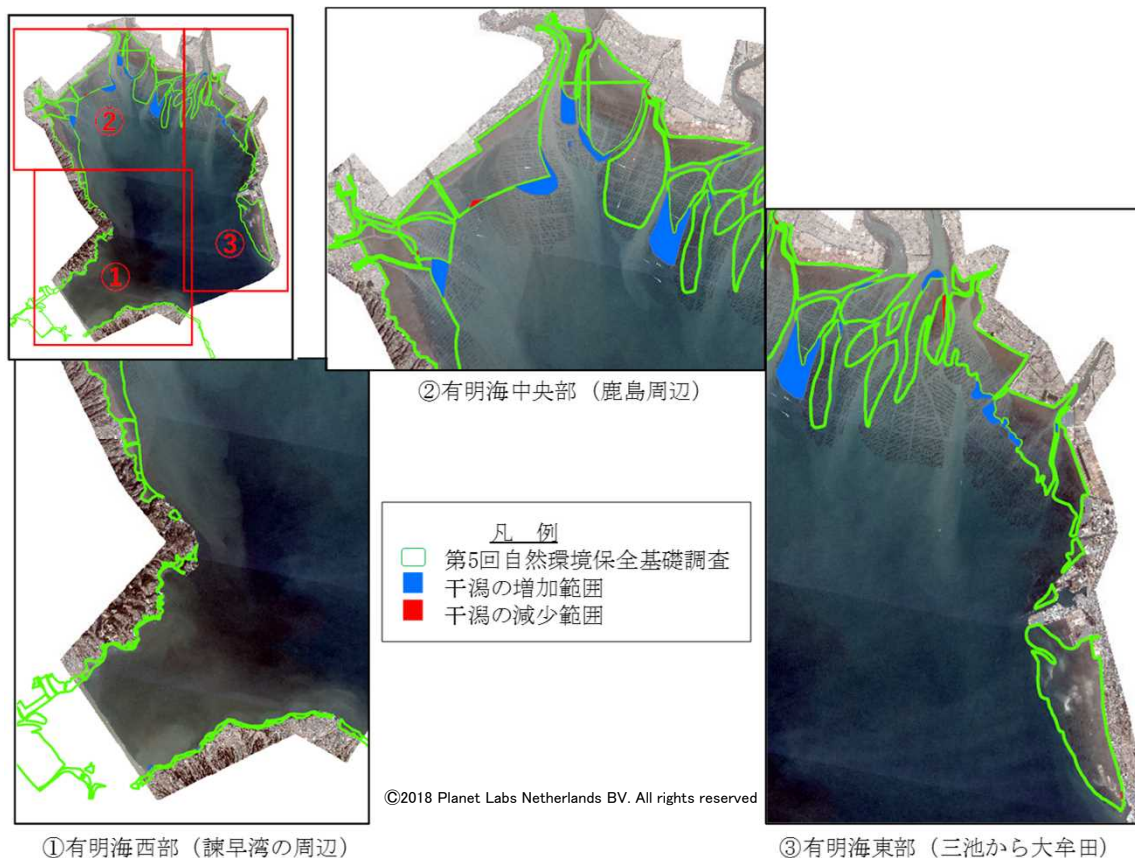 ②
③
①
②有明海中央部（鹿島周辺）
凡　例
第5回自然環境保全基礎調査
干潟の増加範囲
干潟の減少範囲
©2018 Planet Labs Netherlands BV. All rights reserved
①有明海西部（諫早湾の周辺）
③有明海東部（三池から大牟田）